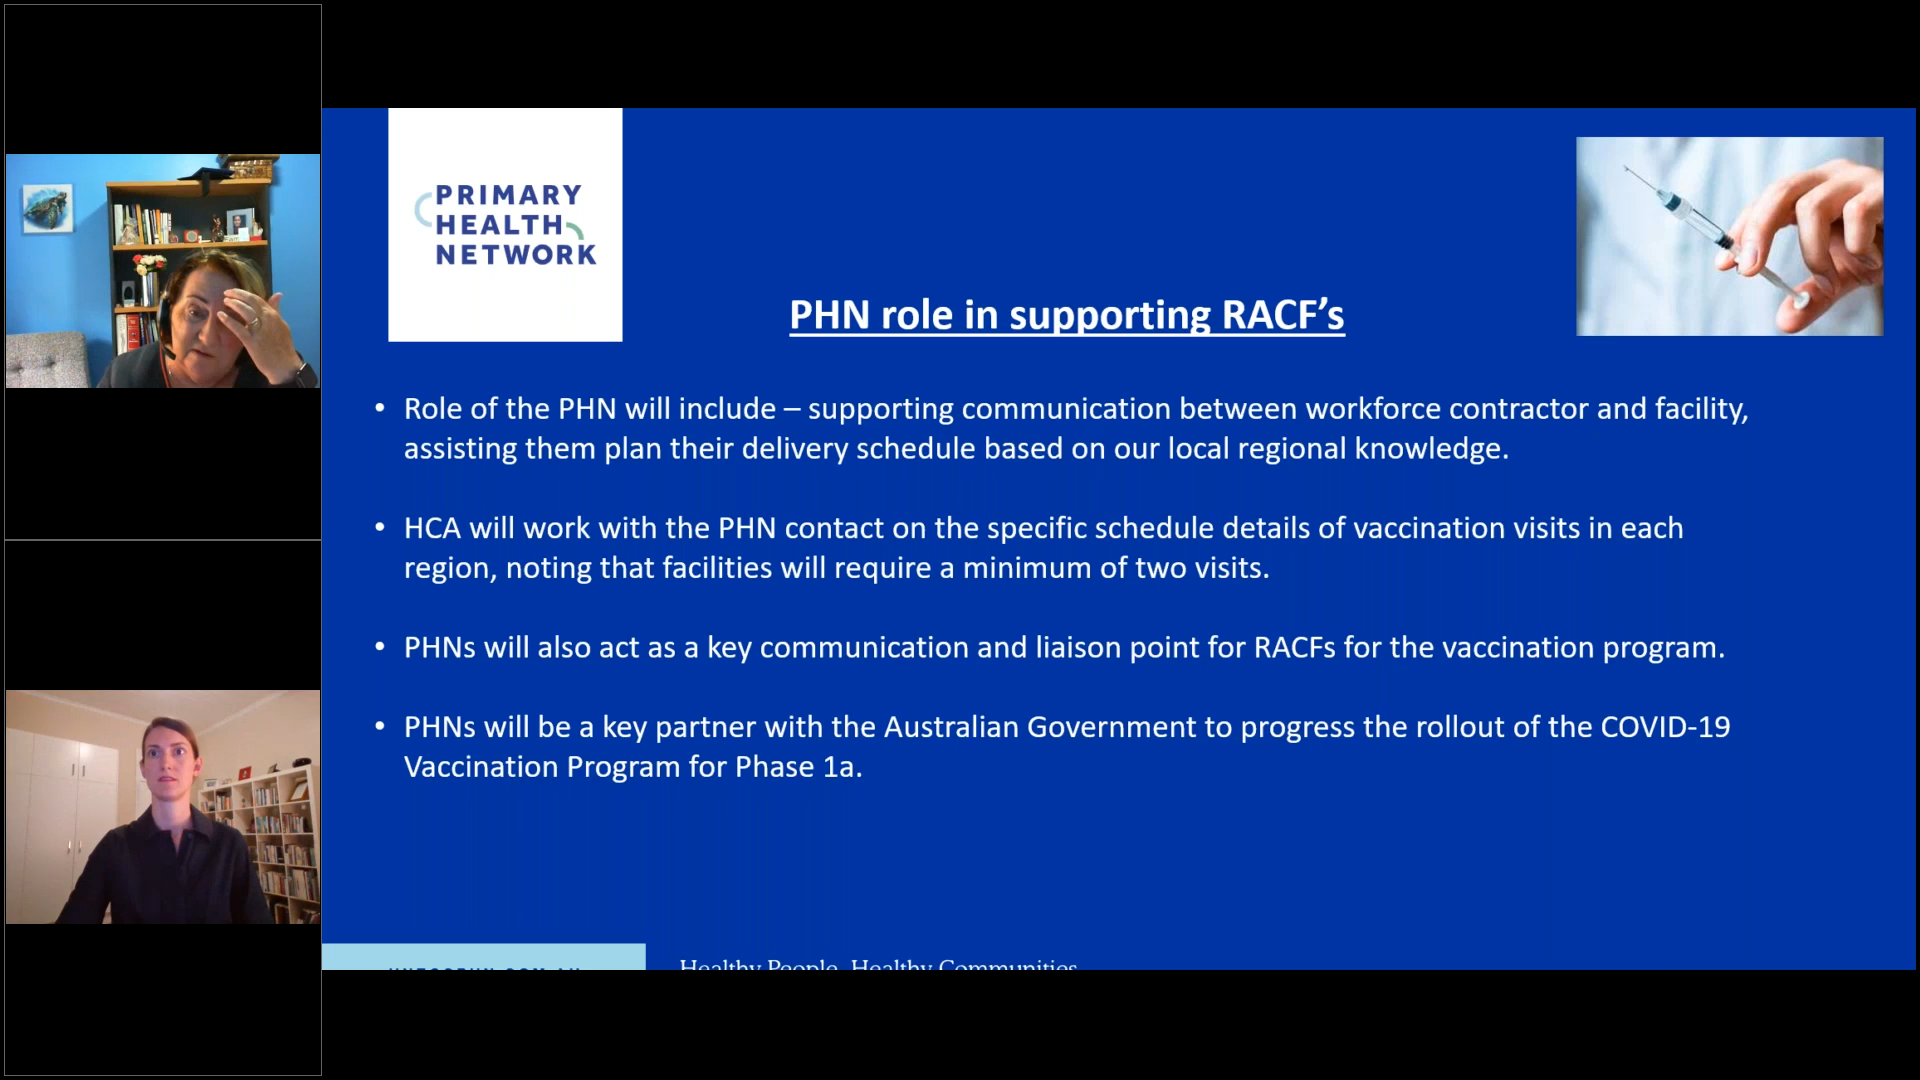 PRIMARY
HEALTH
NETWORK
PHN role in supporting RACF’s
• Role of the PHN will include – supporting communication between workforce contractor and facility,
assisting them plan their delivery schedule based on our local regional knowledge.
• HCA will work with the PHN contact on the specific schedule details of vaccination visits in each
region, noting that facilities will require a minimum of two visits.
• PHNs will also act as a key communication and liaison point for RACFs for the vaccination program.
• PHNs will be a key partner with the Australian Government to progress the rollout of the COVID-19
Vaccination Program for Phase 1a.
Healthy People, Healthy Communities